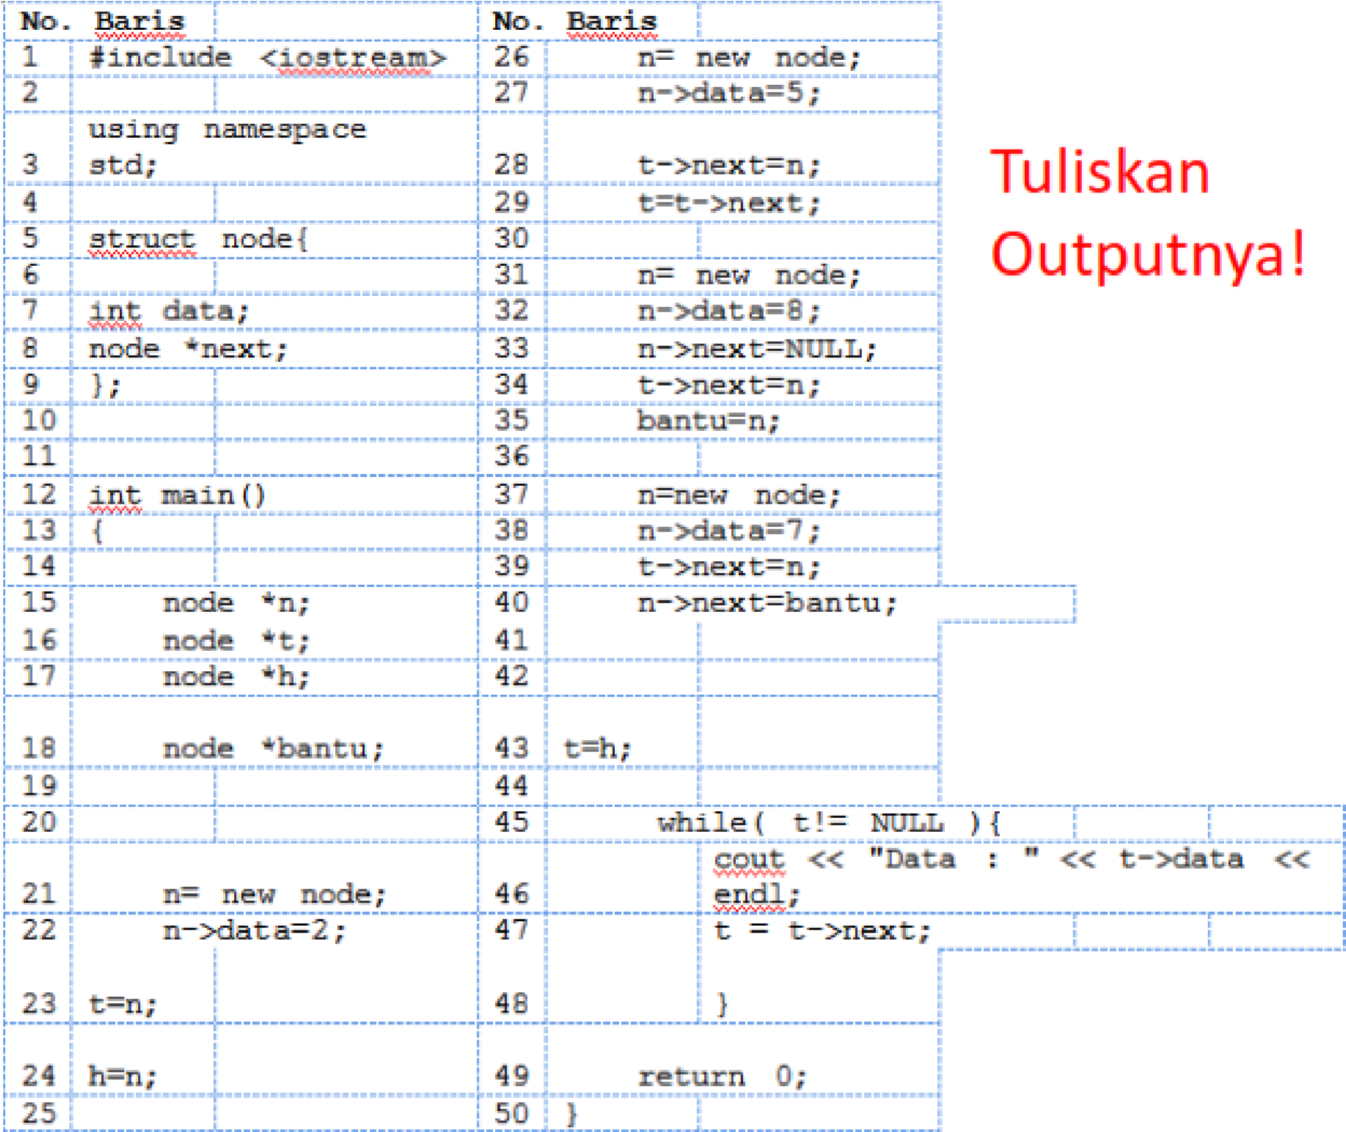 No. Baris
1 #include <iostream>
2
using namespace
3 std;
4
5 struct node{
6
7 int data;
8 node *next;
9 };
10
11
12 int main()
13 {
14
15 node *n;
16 node *t;
17 node *h;
18 node *bantu;
19
20
21 n= new node;
22 n->data=2;
23 t=n;
24 h=n;
25
No. Baris
26 n= new node;
27 n->data=5;
28 t->next=n;
29 t=t->next;
30
31 n= new node;
32 n->data=8;
33 n->next=NULL;
34 t->next=n;
35 bantu=n;
36
37 n=new node;
38 n->data=7;
39 t->next=n;
40 n->next=bantu;
41
42
43 t=h;
44
45 while( t!= NULL ){
cout << "Data : " << t->data <<
46 endl;
47 t = t->next;
48 }
49 return 0;
50 }
Tuliskan
Outputnya!